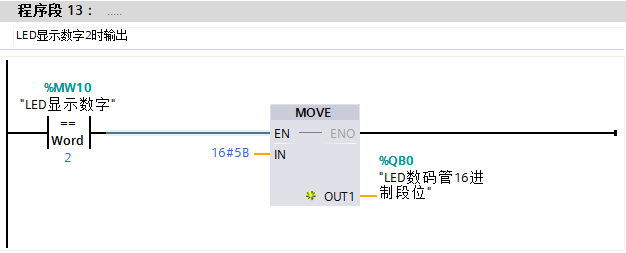 程序段 13： .....
LED显示数字2时输出
%MW10
"LED显示数字"
==
Word
2
MOVE
EN
ENO
16#5B
IN
%QB0
"LED数码管16进
制段位"
OUT1